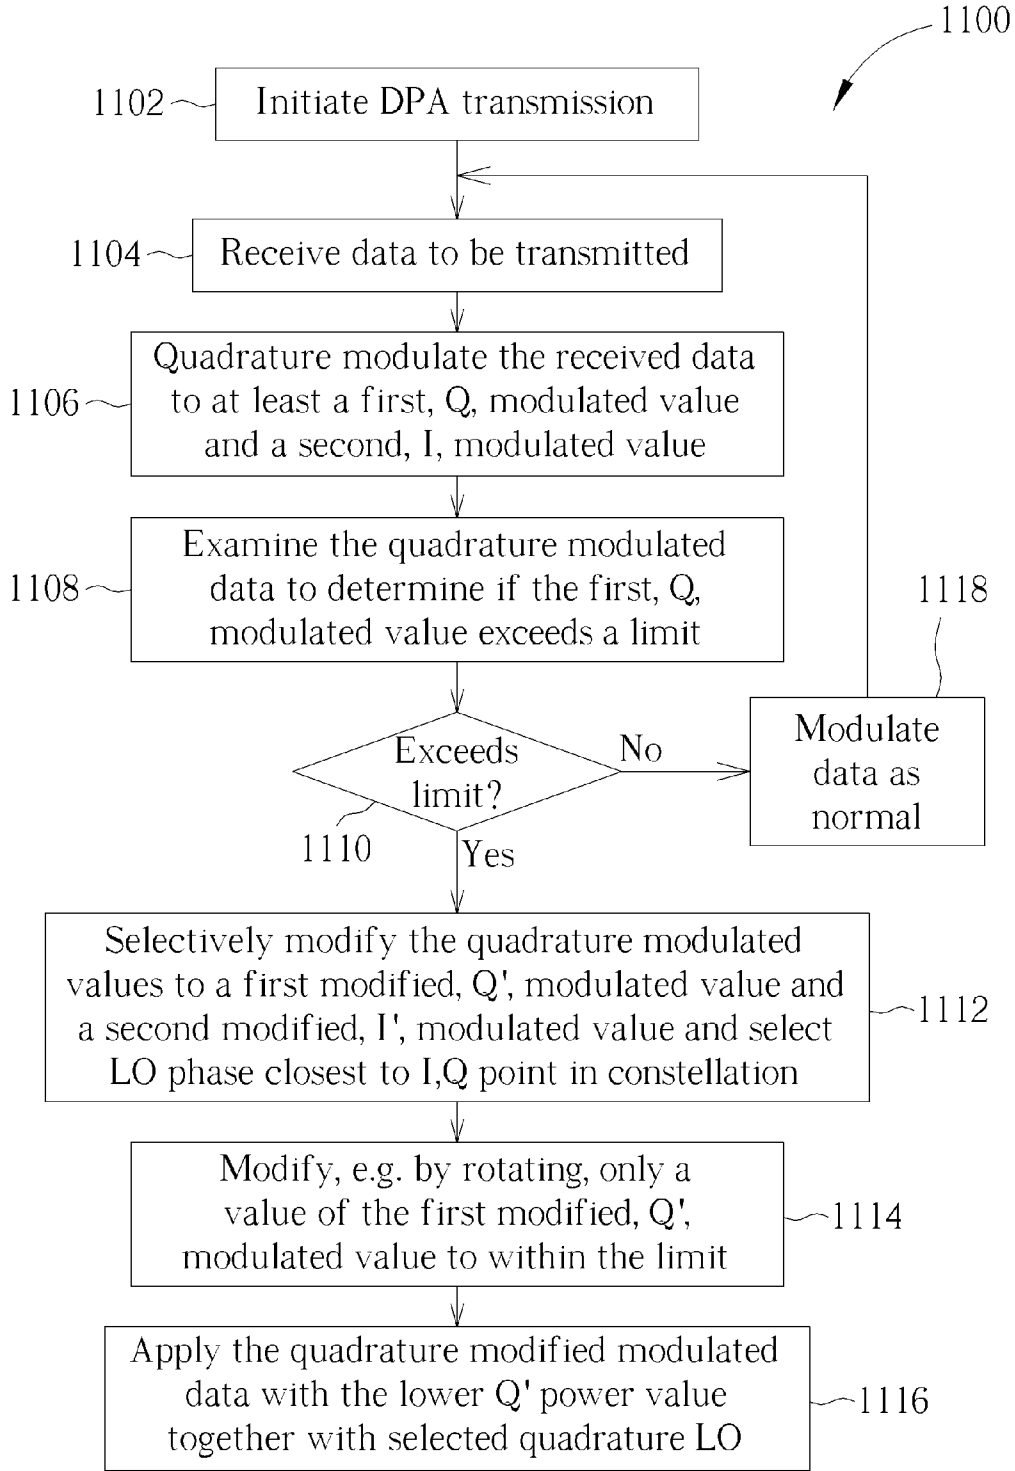 1100
1102
Initiate DPA transmission
1104
Receive data to be transmitted
1106
Quadrature modulate the received data
to at least a first, Q, modulated value
and a second, I, modulated value
1108
Examine the quadrature modulated
data to determine if the first, Q,
modulated value exceeds a limit
1118
Modulate
data as
normal
Exceeds
limit?
No
1110
Yes
Selectively modify the quadrature modulated
values to a first modified, Q', modulated value and
a second modified, I', modulated value and select
LO phase closest to I,Q point in constellation
1112
Modify, e.g. by rotating, only a
value of the first modified, Q',
modulated value to within the limit
1114
Apply the quadrature modified modulated
data with the lower Q' power value
together with selected quadrature LO
1116